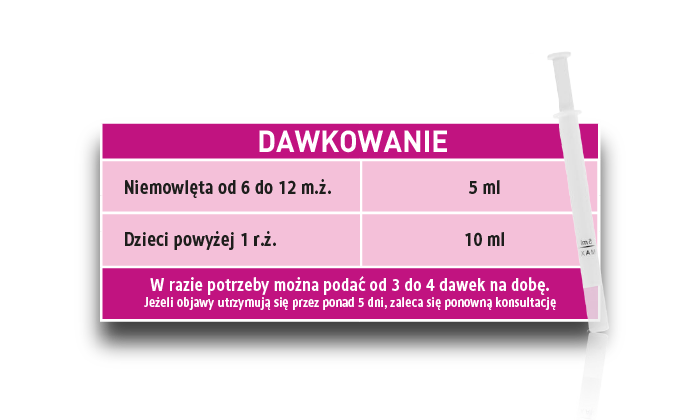 DAWKOWANIE
Niemowlęta od 6 do 12 m.ż.
5 ml
Dzieci powyżej 1 r.ż.
10 ml
W razie potrzeby można podać od 3 do 4 dawek na dobę.
Jeżeli objawy utrzymują się przez ponad 5 dni, zaleca się ponowną konsultację